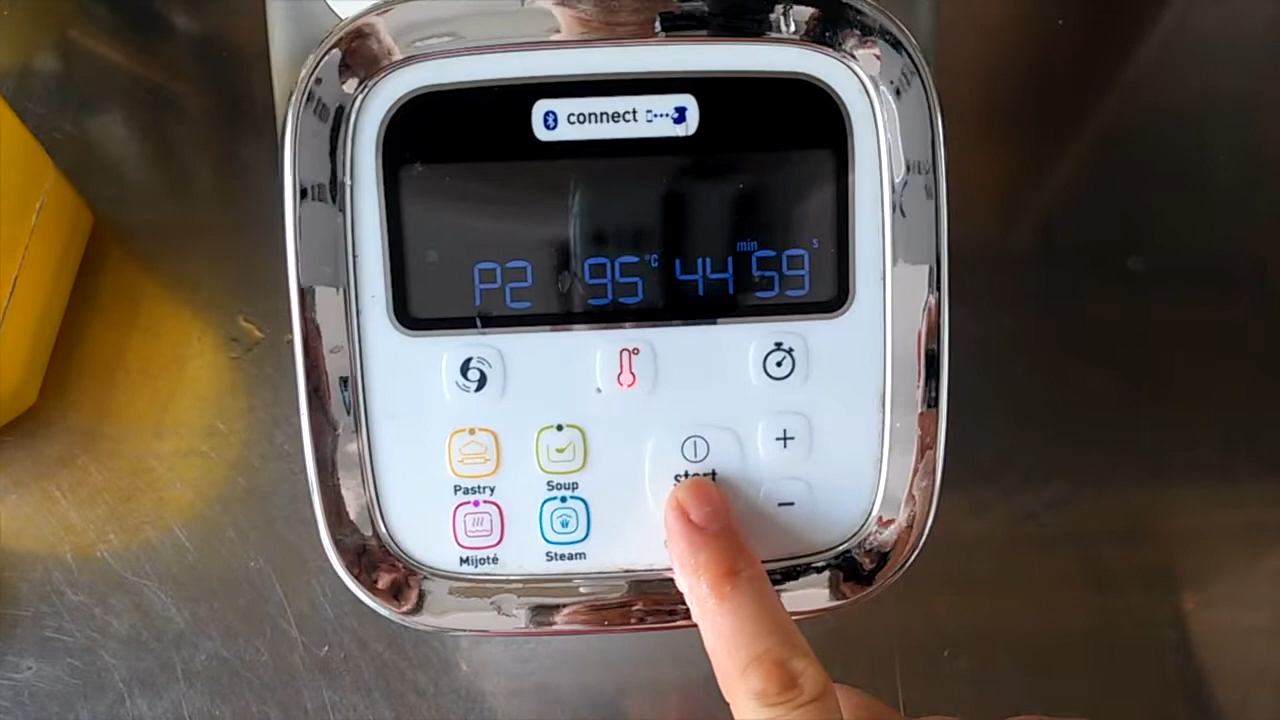 connect
min s
P2 95 °C 44 59
+
start
Pastry Soup
-
Mijoté Steam